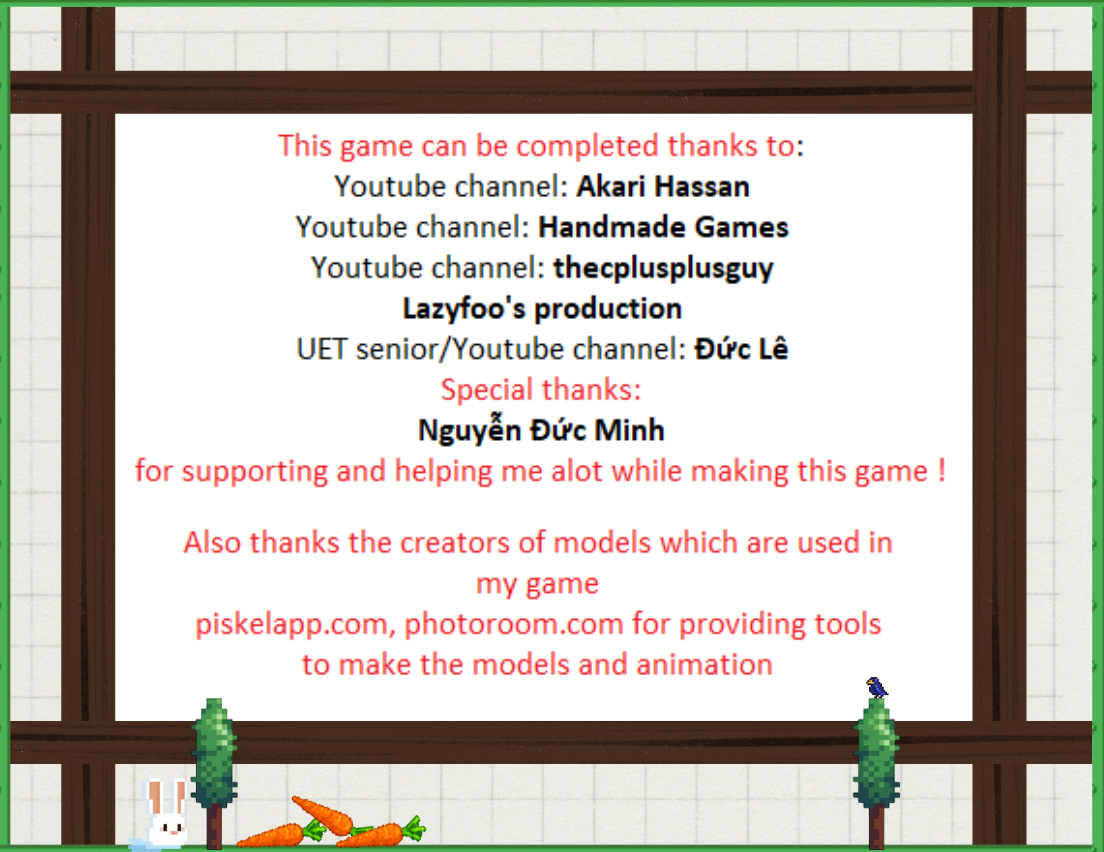 This game can be completed thanks to:
Youtube channel: Akari Hassan
Youtube channel: Handmade Games
Youtube channel: thecplusplusguy
Lazyfoo's production
UET senior/Youtube channel: Đức Lê
Special thanks:
Nguyễn Đức Minh
for supporting and helping me alot while making this game !
Also thanks the creators of models which are used in
my game
piskelapp.com, photoroom.com for providing tools
to make the models and animation